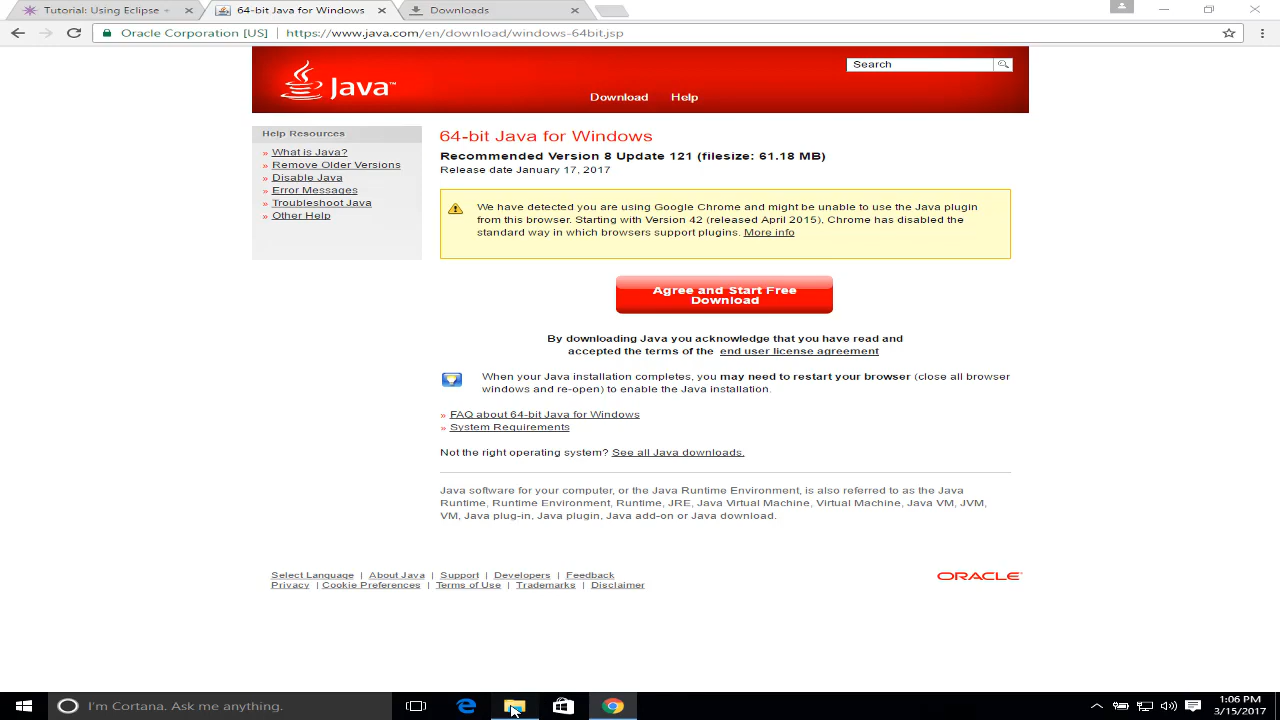 Tutorial: Using Eclipse +
64-bit Java for Windows
Downloads
Oracle Corporation [US]
https://www.java.com/en/download/windows-64bit.jsp
Java™
Search
Download
Help
Help Resources
» What is Java?
» Remove Older Versions
» Disable Java
» Error Messages
» Troubleshoot Java
» Other Help
64-bit Java for Windows
Recommended Version 8 Update 121 (filesize: 61.18 MB)
Release date January 17, 2017
We have detected you are using Google Chrome and might be unable to use the Java plugin
from this browser. Starting with Version 42 (released April 2015), Chrome has disabled the
standard way in which browsers support plugins. More info
Agree and Start Free
Download
By downloading Java you acknowledge that you have read and
accepted the terms of the end user license agreement
When your Java installation completes, you may need to restart your browser (close all browser
windows and re-open) to enable the Java installation.
» FAQ about 64-bit Java for Windows
» System Requirements
Not the right operating system? See all Java downloads.
Java software for your computer, or the Java Runtime Environment, is also referred to as the Java
Runtime, Runtime Environment, Runtime, JRE, Java Virtual Machine, Virtual Machine, Java VM, JVM,
VM, Java plug-in, Java plugin, Java add-on or Java download.
Select Language | About Java | Support | Developers | Feedback
Privacy | Cookie Preferences | Terms of Use | Trademarks | Disclaimer
ORACLE
I'm Cortana. Ask me anything.
1:06 PM
3/15/2017